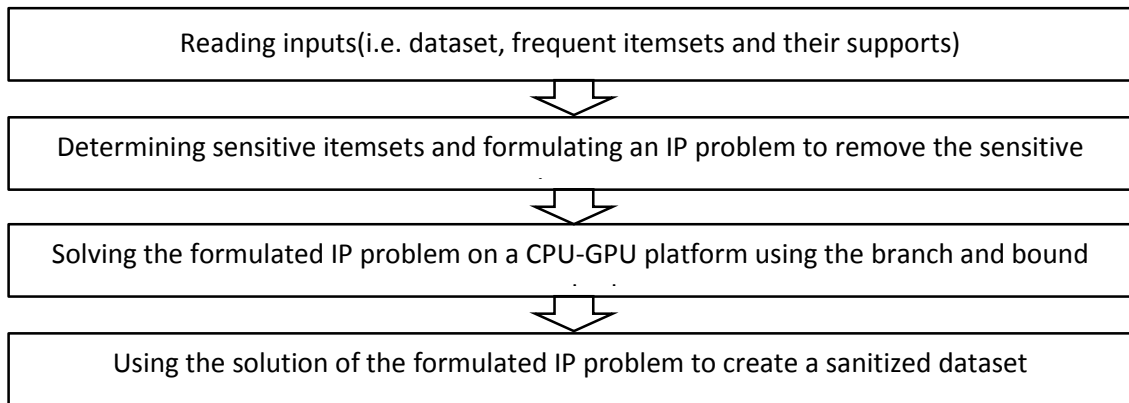 Reading inputs(i.e. dataset, frequent itemsets and their supports)
Determining sensitive itemsets and formulating an IP problem to remove the sensitive
Solving the formulated IP problem on a CPU-GPU platform using the branch and bound
Using the solution of the formulated IP problem to create a sanitized dataset